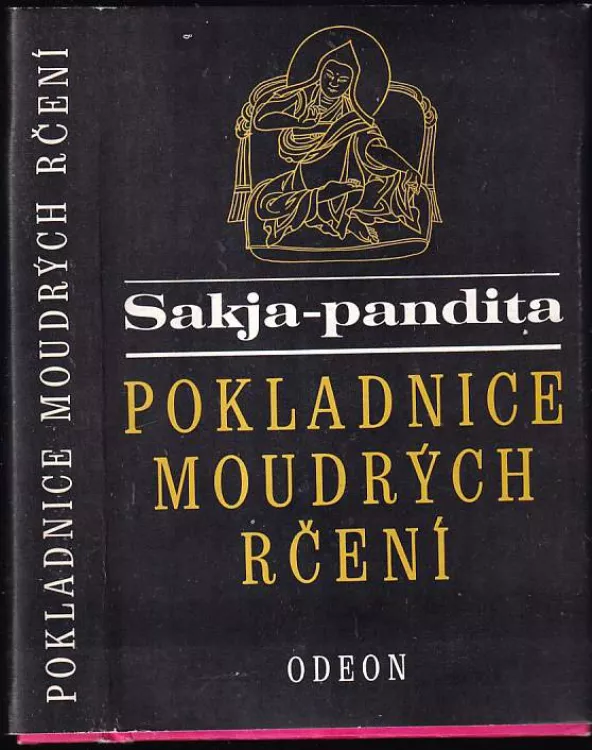 POKLADNICE MOUDRÝCH RČENÍ
Sakja-pandita
POKLADNICE
MOUDRÝCH
RČENÍ
ODEON